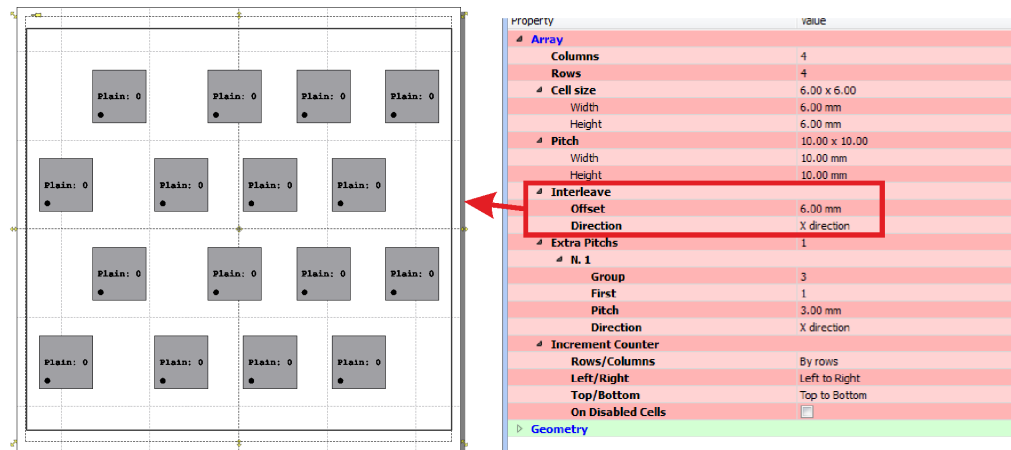 Plain: 0 Plain: 0 Plain: 0 Plain: 0
Plain: 0 Plain: 0 Plain: 0 Plain: 0
Plain: 0 Plain: 0 Plain: 0 Plain: 0
Plain: 0 Plain: 0 Plain: 0 Plain: 0
Property Value
Array
Columns 4
Rows 4
Cell size 6.00 x 6.00
Width 6.00 mm
Height 6.00 mm
Pitch 10.00 x 10.00
Width 10.00 mm
Height 10.00 mm
Interleave
Offset 6.00 mm
Direction X direction
Extra Pitchs 1
N. 1
Group 3
First 1
Pitch 3.00 mm
Direction X direction
Increment Counter
Rows/Columns By rows
Left/Right Left to Right
Top/Bottom Top to Bottom
On Disabled Cells
Geometry